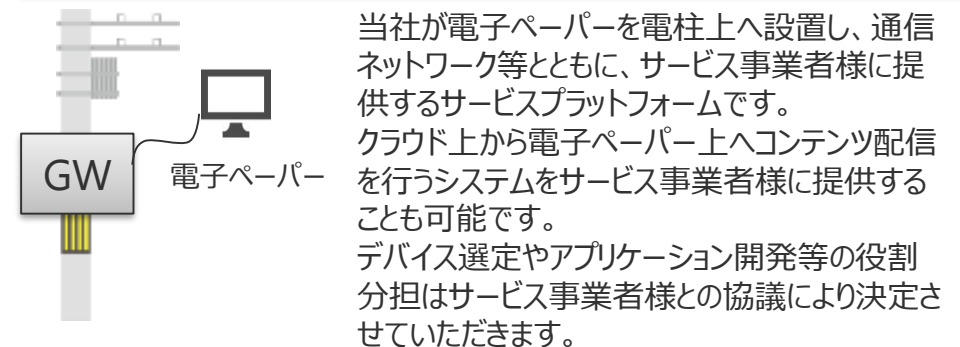 GW
電子ペーパー
当社が電子ペーパーを電柱上へ設置し、通信
ネットワーク等とともに、サービス事業者様に提
供するサービスプラットフォームです。
クラウド上から電子ペーパー上へコンテンツ配信
を行うシステムをサービス事業者様に提供する
ことも可能です。
デバイス選定やアプリケーション開発等の役割
分担はサービス事業者様との協議により決定さ
せていただきます。